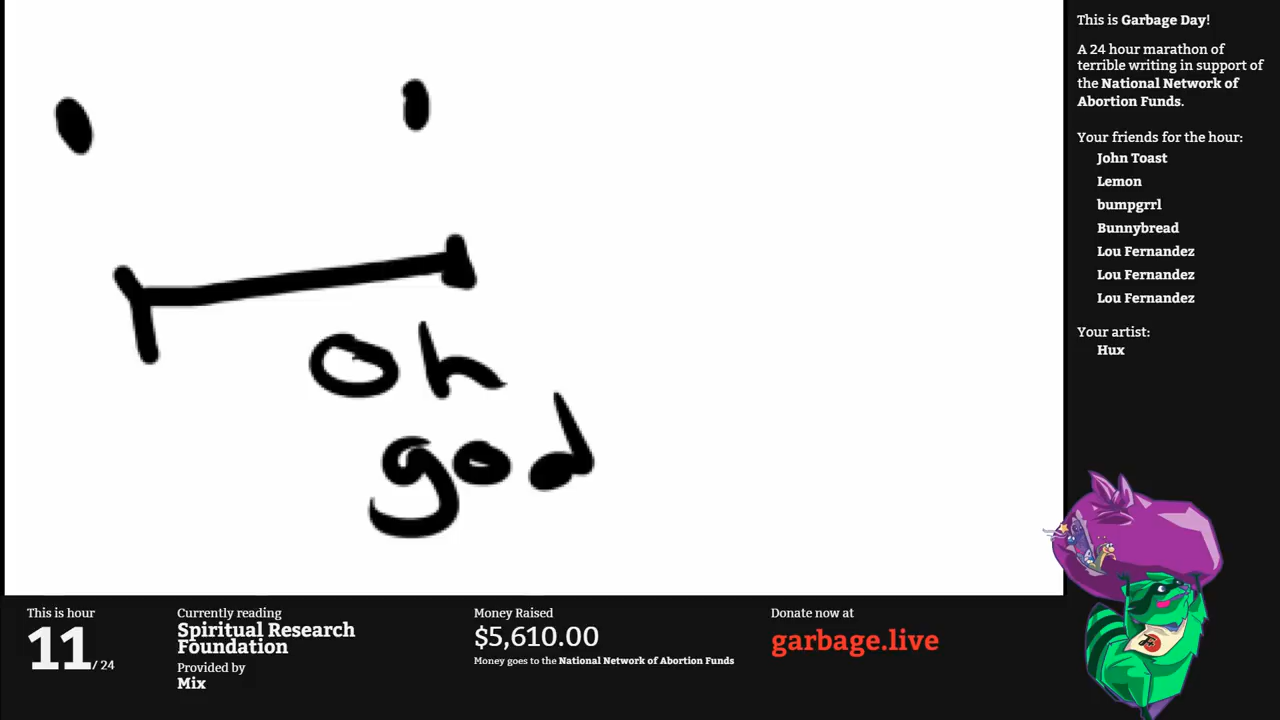 oh
god
This is Garbage Day!
A 24 hour marathon of
terrible writing in support of
the National Network of
Abortion Funds.
Your friends for the hour:
John Toast
Lemon
bumpgrrl
Bunnybread
Lou Fernandez
Lou Fernandez
Lou Fernandez
Your artist:
Hux
This is hour
11 / 24
Currently reading
Spiritual Research
Foundation
Provided by
Mix
Money Raised
$5,610.00
Money goes to the National Network of Abortion Funds
Donate now at
garbage.live